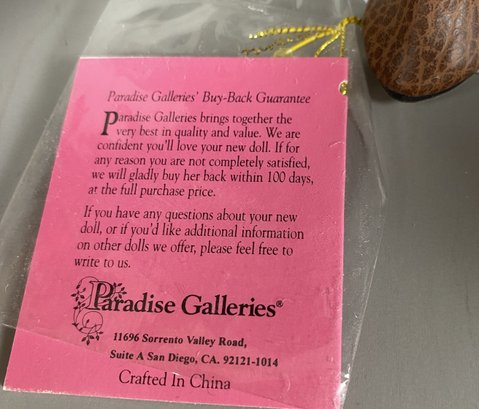 Paradise Galleries' Buy-Back Guarantee
Paradise Galleries brings together the
very best in quality and value. We are
confident you'll love your new doll. If for
any reason you are not completely satisfied,
we will gladly buy her back within 100 days,
at the full purchase price.
If you have any questions about your new
doll, or if you'd like additional information
on other dolls we offer, please feel free to
write to us.
Paradise Galleries®
11696 Sorrento Valley Road,
Suite A San Diego, CA. 92121-1014
Crafted In China